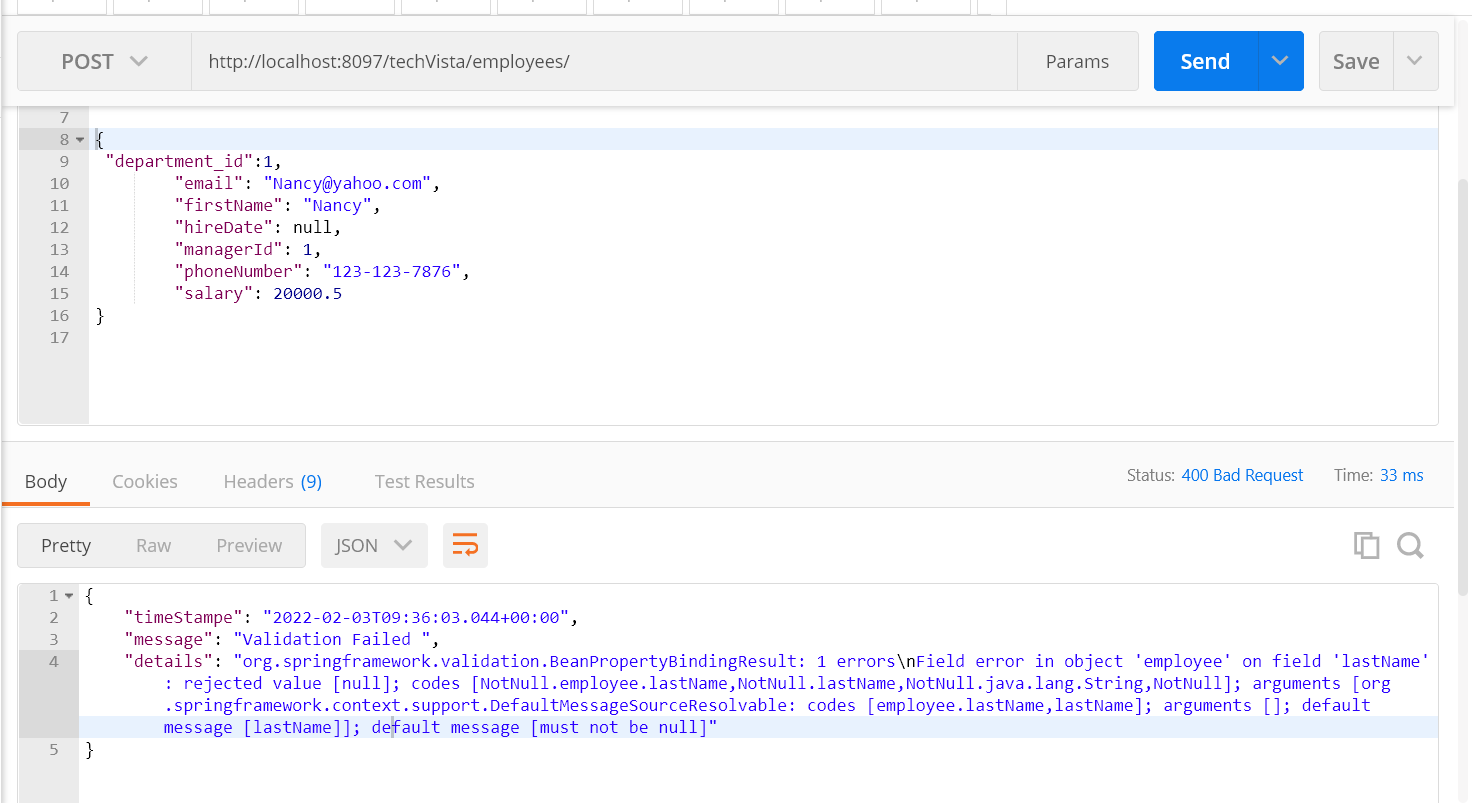 POST http://localhost:8097/techVista/employees/ Params Send Save
7
8 {
9 "department_id":1,
10 "email": "Nancy@yahoo.com",
11 "firstName": "Nancy",
12 "hireDate": null,
13 "managerId": 1,
14 "phoneNumber": "123-123-7876",
15 "salary": 20000.5
16 }
17
Body Cookies Headers (9) Test Results Status: 400 Bad Request Time: 33 ms
Pretty Raw Preview JSON
1 {
2 "timeStampe": "2022-02-03T09:36:03.044+00:00",
3 "message": "Validation Failed ",
4 "details": "org.springframework.validation.BeanPropertyBindingResult: 1 errors\nField error in object 'employee' on field 'lastName'
: rejected value [null]; codes [NotNull.employee.lastName,NotNull.lastName,NotNull.java.lang.String,NotNull]; arguments [org
.springframework.context.support.DefaultMessageSourceResolvable: codes [employee.lastName,lastName]; arguments []; default
message [lastName]]; default message [must not be null]"
5 }